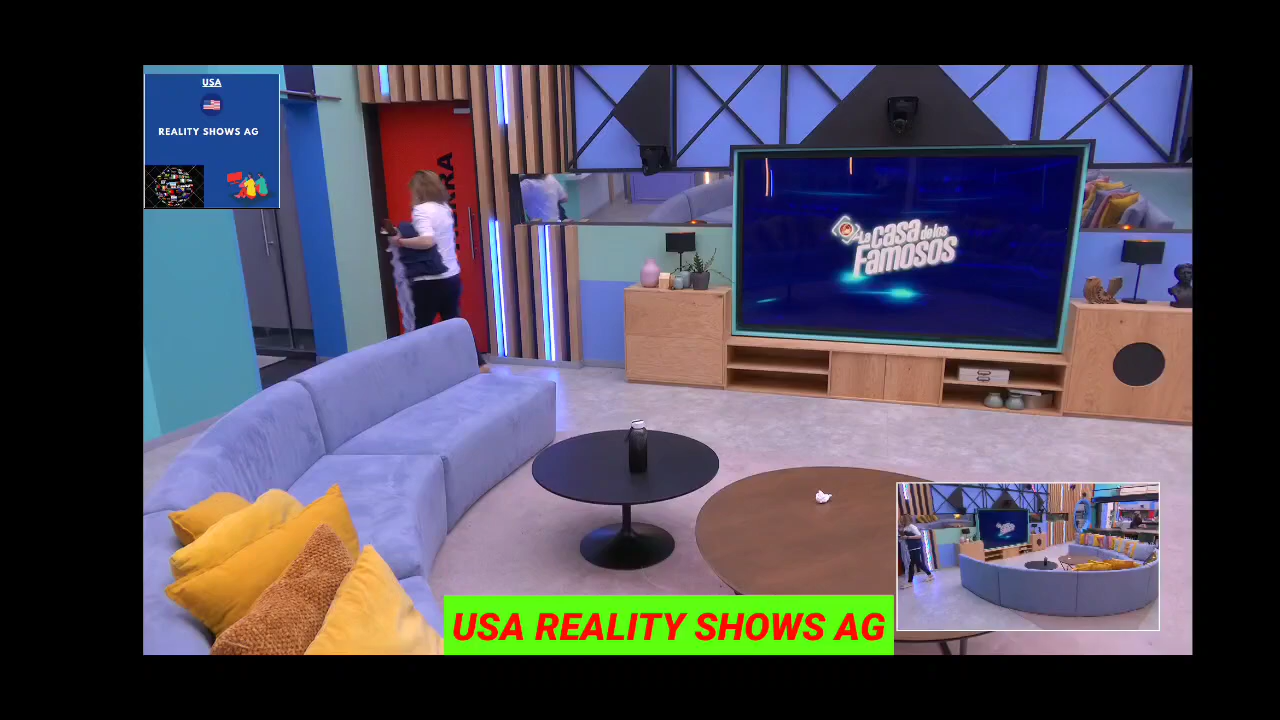 USA
REALITY SHOWS AG
La casa de los
Famosos
USA REALITY SHOWS AG